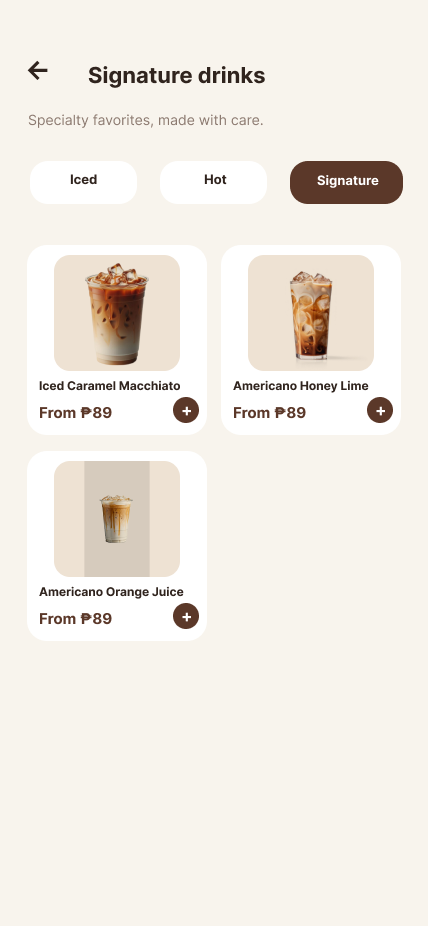 Signature drinks
Specialty favorites, made with care.
Iced
Hot
Signature
Iced Caramel Macchiato
From ₱89
+
Americano Honey Lime
From ₱89
+
Americano Orange Juice
From ₱89
+